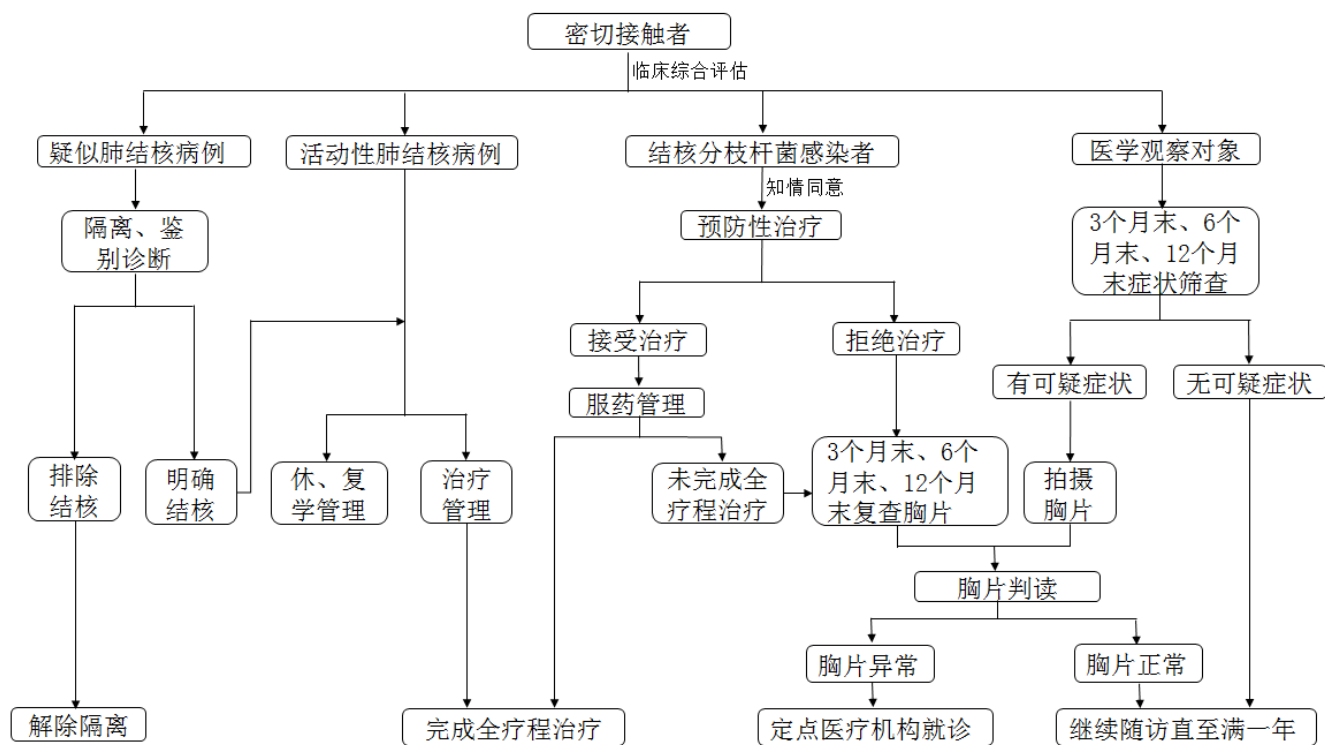 密切接触者
临床综合评估
疑似肺结核病例
活动性肺结核病例
结核分枝杆菌感染者
医学观察对象
知情同意
隔离、鉴
别诊断
预防性治疗
3个月末、6个
月末、12个月
末症状筛查
接受治疗
拒绝治疗
有可疑症状
无可疑症状
服药管理
排除
结核
明确
结核
休、复
学管理
治疗
管理
未完成全
疗程治疗
3个月末、6个
月末、12个月
末复查胸片
拍摄
胸片
胸片判读
胸片异常
胸片正常
解除隔离
完成全疗程治疗
定点医疗机构就诊
继续随访直至满一年